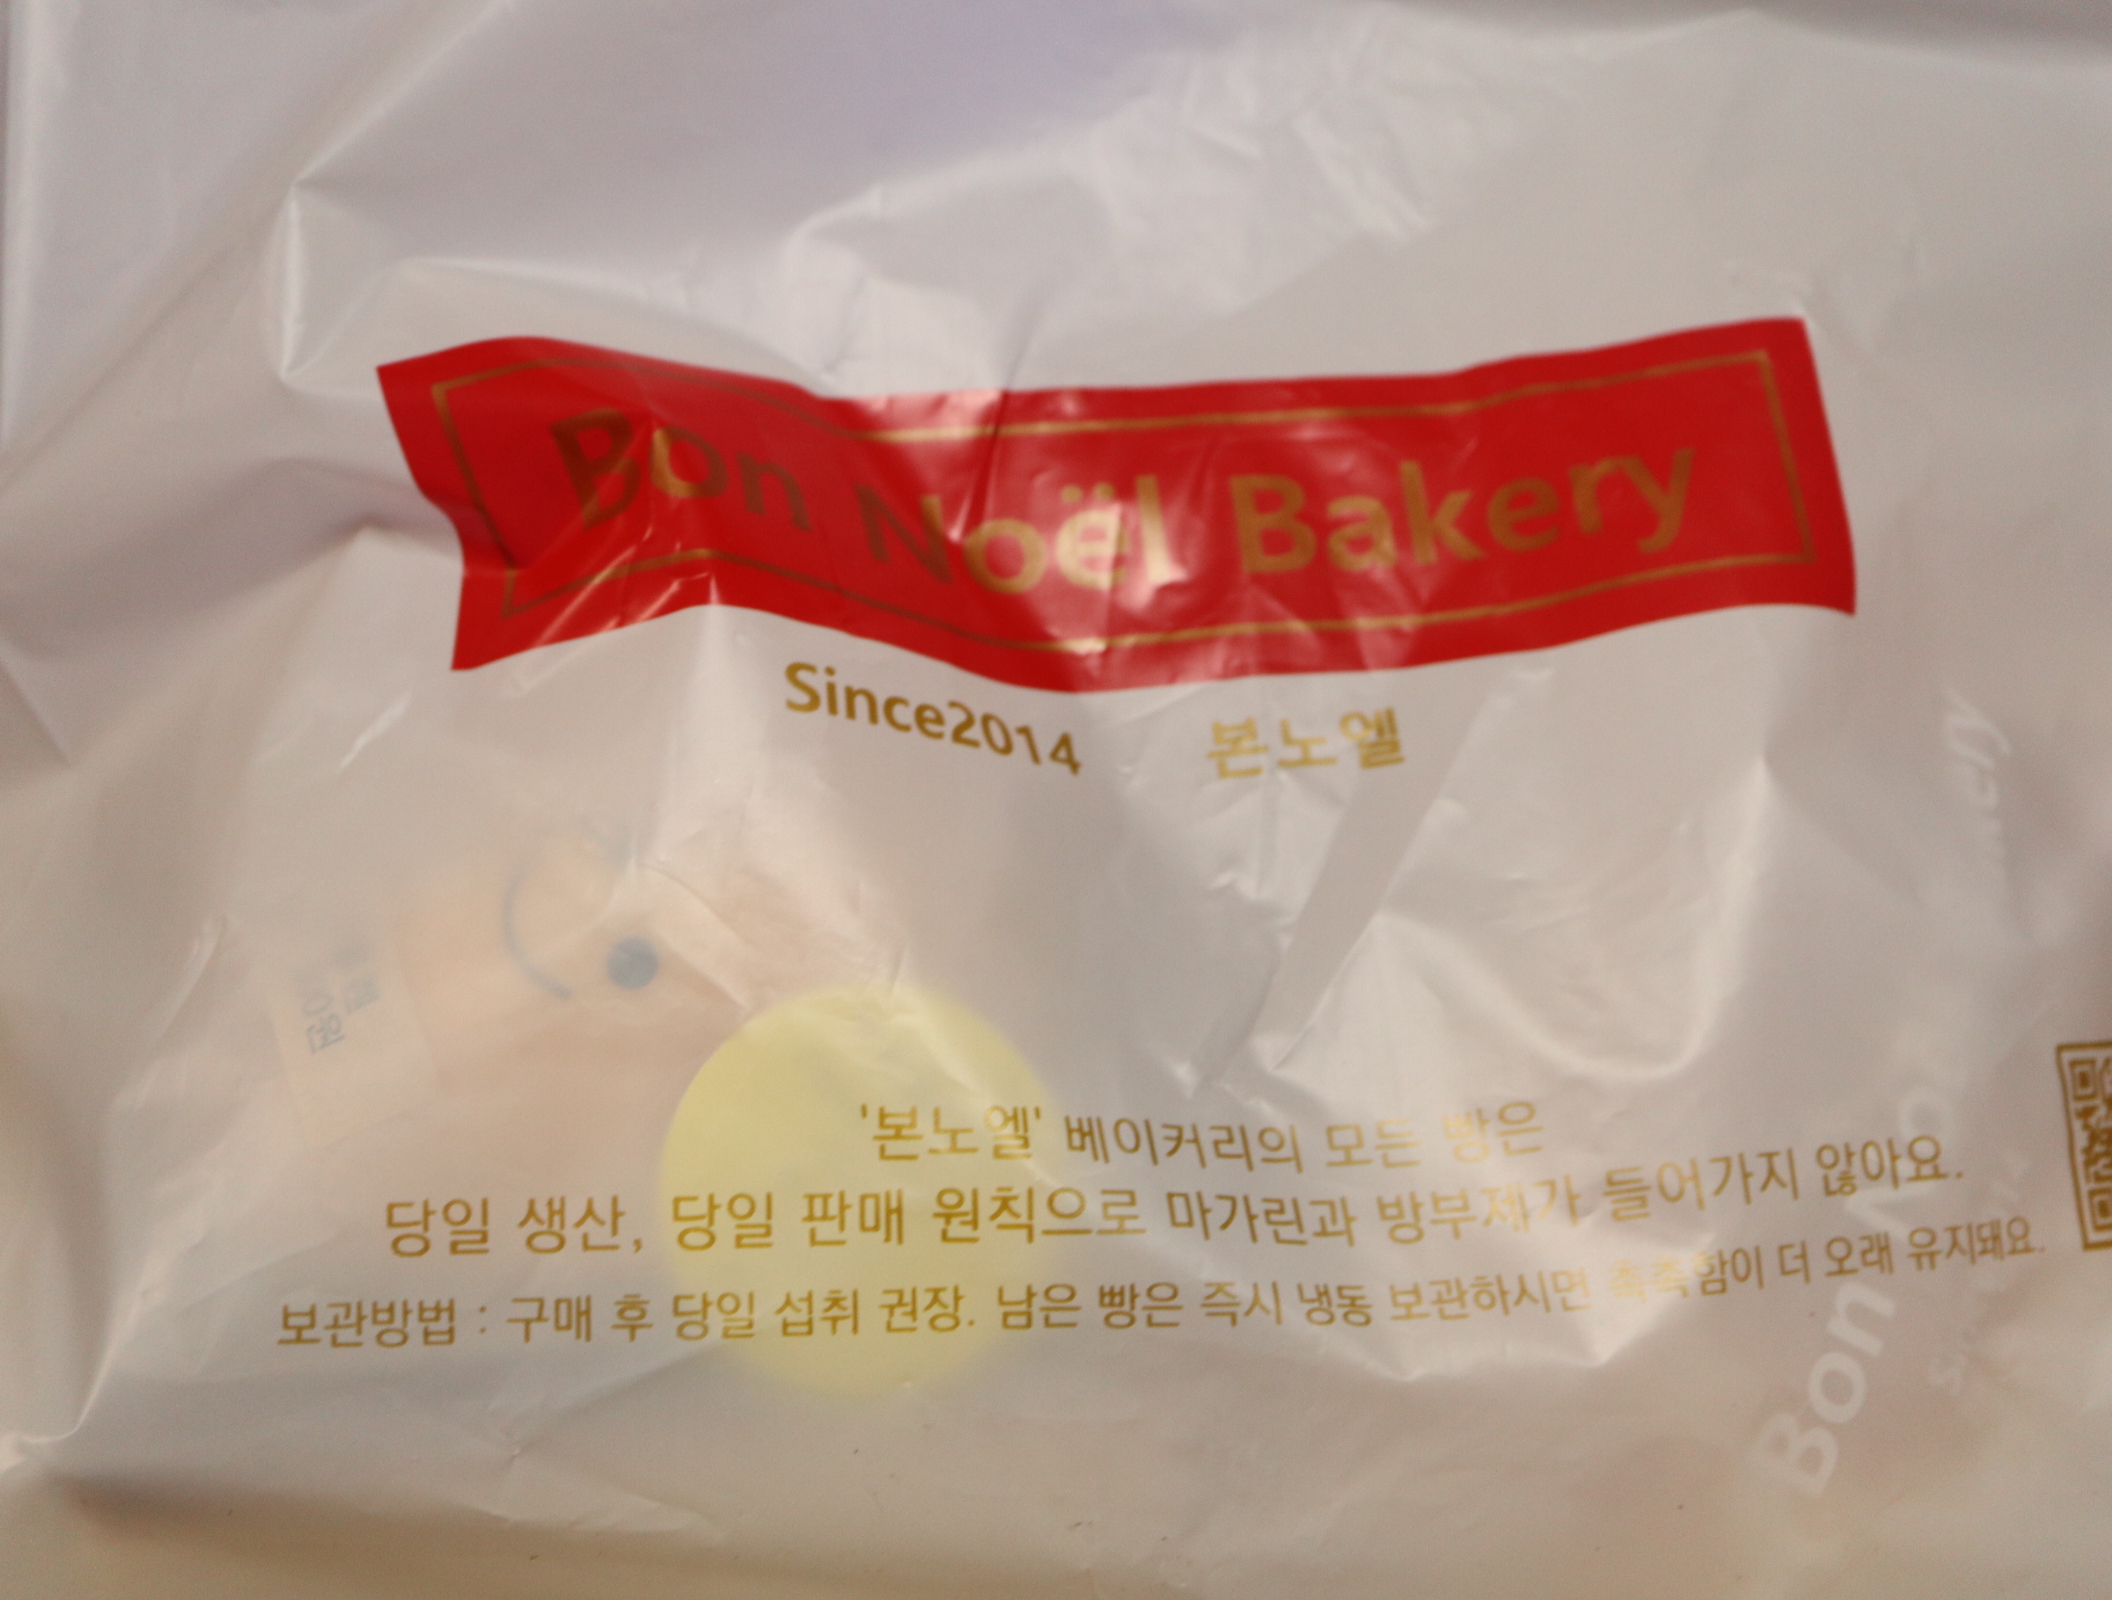 Bon Noël Bakery
Since2014 본노엘
'본노엘' 베이커리의 모든 빵은
당일 생산, 당일 판매 원칙으로 마가린과 방부제가 들어가지 않아요.
보관방법 : 구매 후 당일 섭취 권장. 남은 빵은 즉시 냉동 보관하시면 촉촉함이 더 오래 유지돼요.
Bon No